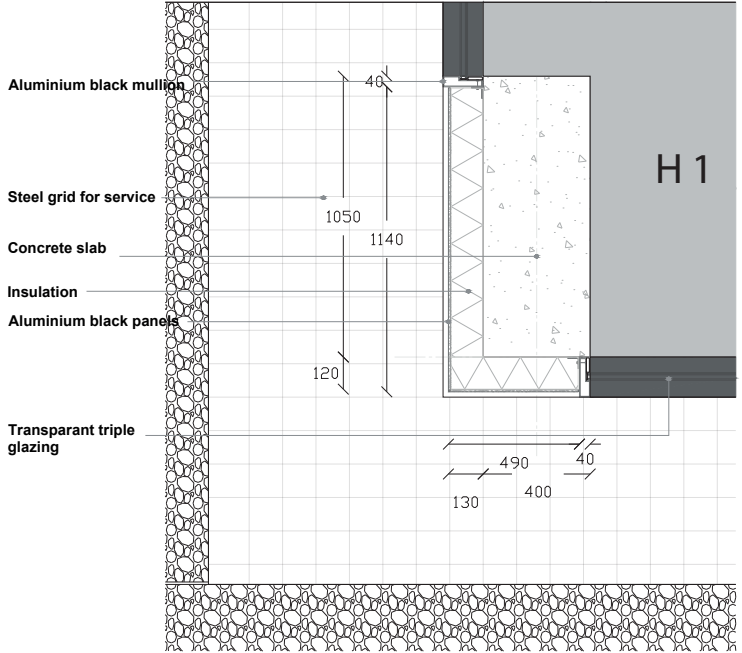 Aluminium black mullion
40
H 1
Steel grid for service
1050
1140
Concrete slab
Insulation
Aluminium black panels
120
Transparant triple
glazing
490
40
130
400